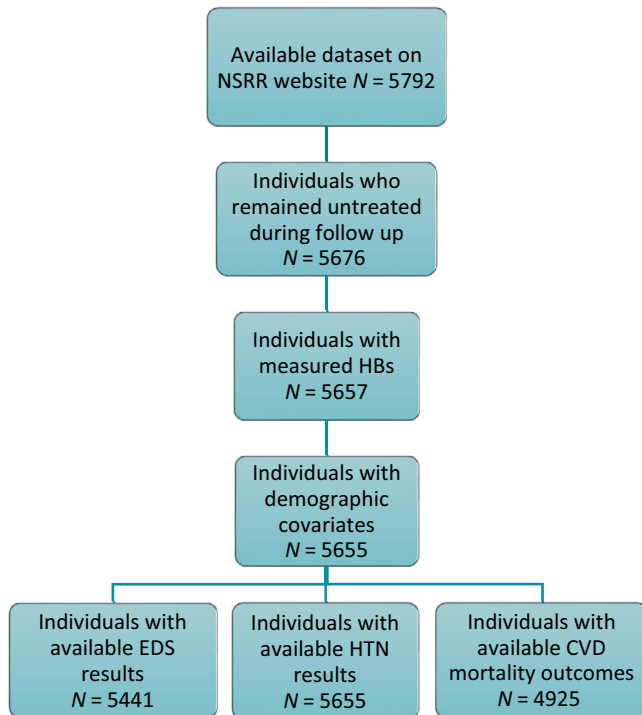 Available dataset on
NSRR website N = 5792
Individuals who
remained untreated
during follow up
N = 5676
Individuals with
measured HBs
N = 5657
Individuals with
demographic
covariates
N = 5655
Individuals with
available EDS
results
N = 5441
Individuals with
available HTN
results
N = 5655
Individuals with
available CVD
mortality outcomes
N = 4925